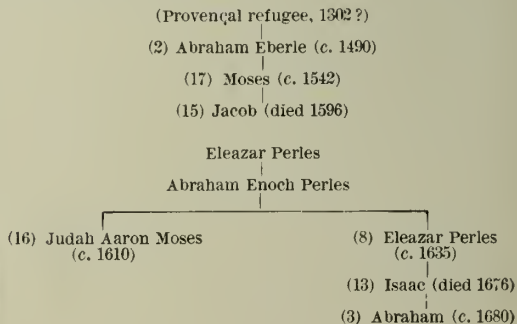 (Provençal refugee, 1302 ?)
(2) Abraham Eberle (c. 1490)
(17) Moses (c. 1542)
(15) Jacob (died 1596)
Eleazar Perles
Abraham Enoch Perles
(16) Judah Aaron Moses (8) Eleazar Perles
(c. 1610) (c. 1635)
(13) Isaac (died 1676)
(3) Abraham (c. 1680)